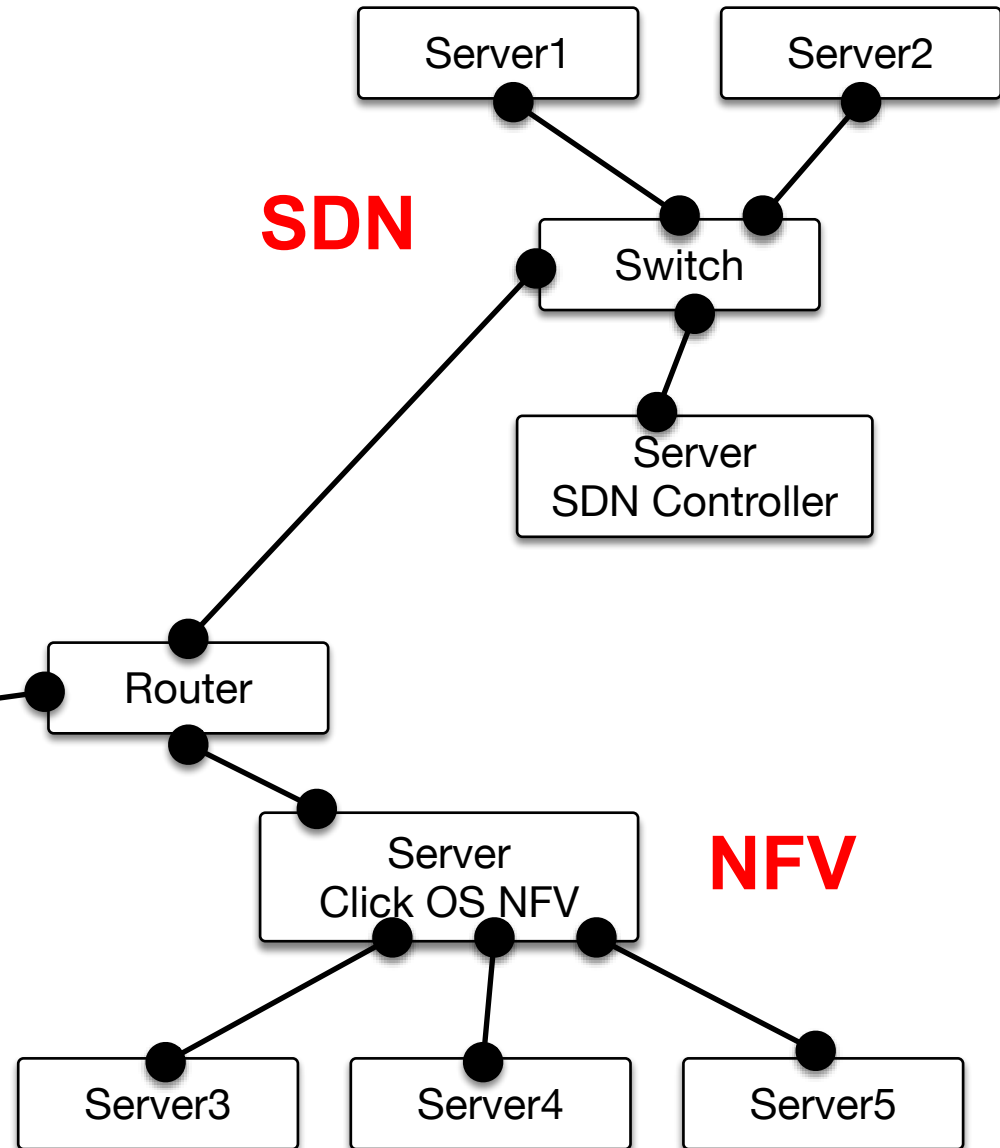 Server1
Server2
SDN
Switch
Server
SDN Controller
Router
Server
Click OS NFV
NFV
Server3
Server4
Server5